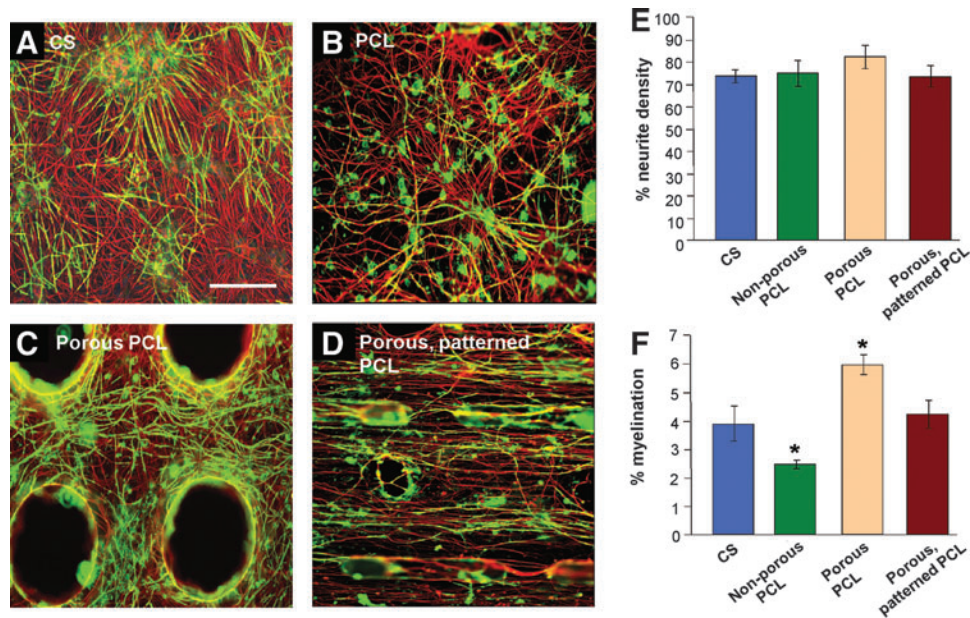 A CS
B PCL
C Porous PCL
D Porous, patterned
PCL
E
% neurite density
100
90
80
70
60
50
40
30
20
10
0
CS
Non-porous
PCL
Porous
PCL
Porous,
patterned PCL
F
% myelination
7
6
5
4
3
2
1
0
*
*
CS
Non-porous
PCL
Porous
PCL
Porous,
patterned PCL